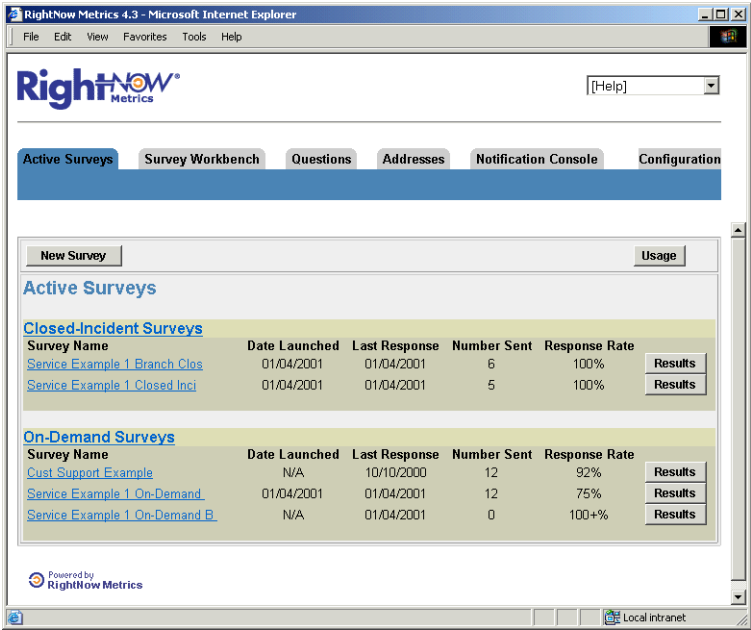 RightNow Metrics 4.3 - Microsoft Internet Explorer
File Edit View Favorites Tools Help
RightNOW®
Metrics
[Help]
Active Surveys Survey Workbench Questions Addresses Notification Console Configuration
New Survey Usage
Active Surveys
Closed-Incident Surveys
Survey Name Date Launched Last Response Number Sent Response Rate
Service Example 1 Branch Clos 01/04/2001 01/04/2001 6 100% Results
Service Example 1 Closed Inci 01/04/2001 01/04/2001 5 100% Results
On-Demand Surveys
Survey Name Date Launched Last Response Number Sent Response Rate
Cust Support Example N/A 10/10/2000 12 92% Results
Service Example 1 On-Demand 01/04/2001 01/04/2001 12 75% Results
Service Example 1 On-Demand B N/A 01/04/2001 0 100+% Results
Powered by
RightNow Metrics
Local intranet